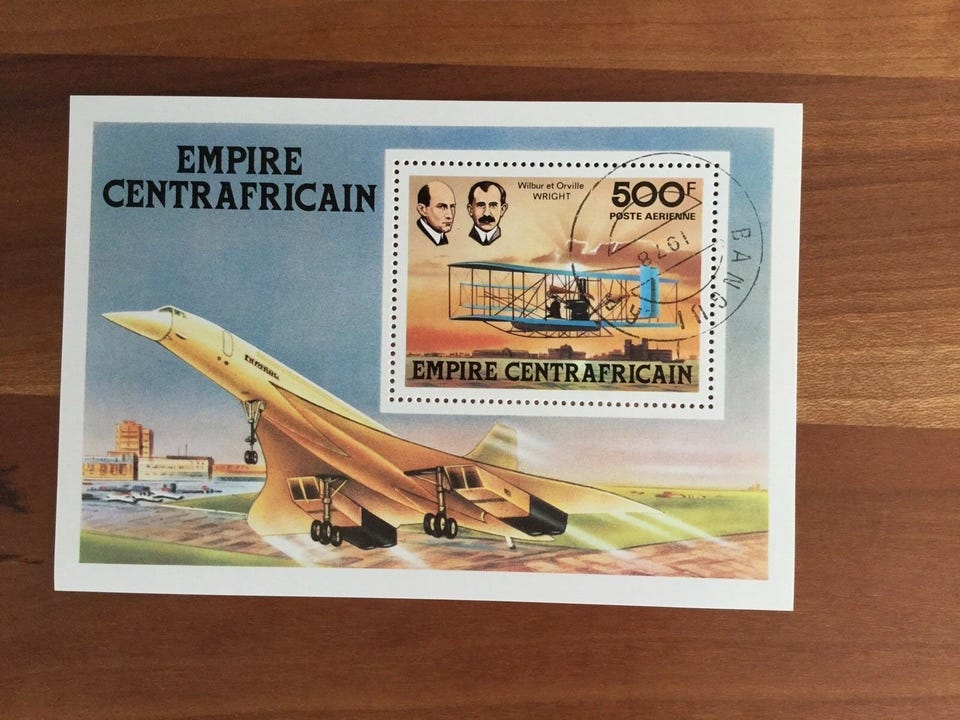 EMPIRE
CENTRAFRICAIN
Wilbur et Orville
WRIGHT
500F
POSTE AERIENNE
1978
BANGUI
EMPIRE CENTRAFRICAIN